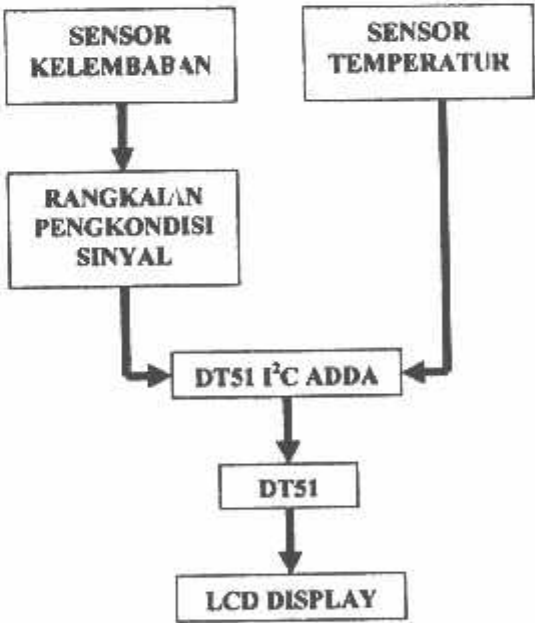 SENSOR
KELEMBABAN
SENSOR
TEMPERATUR
RANGKAIAN
PENGKONDISI
SINYAL
DT51 I²C ADDA
DT51
LCD DISPLAY